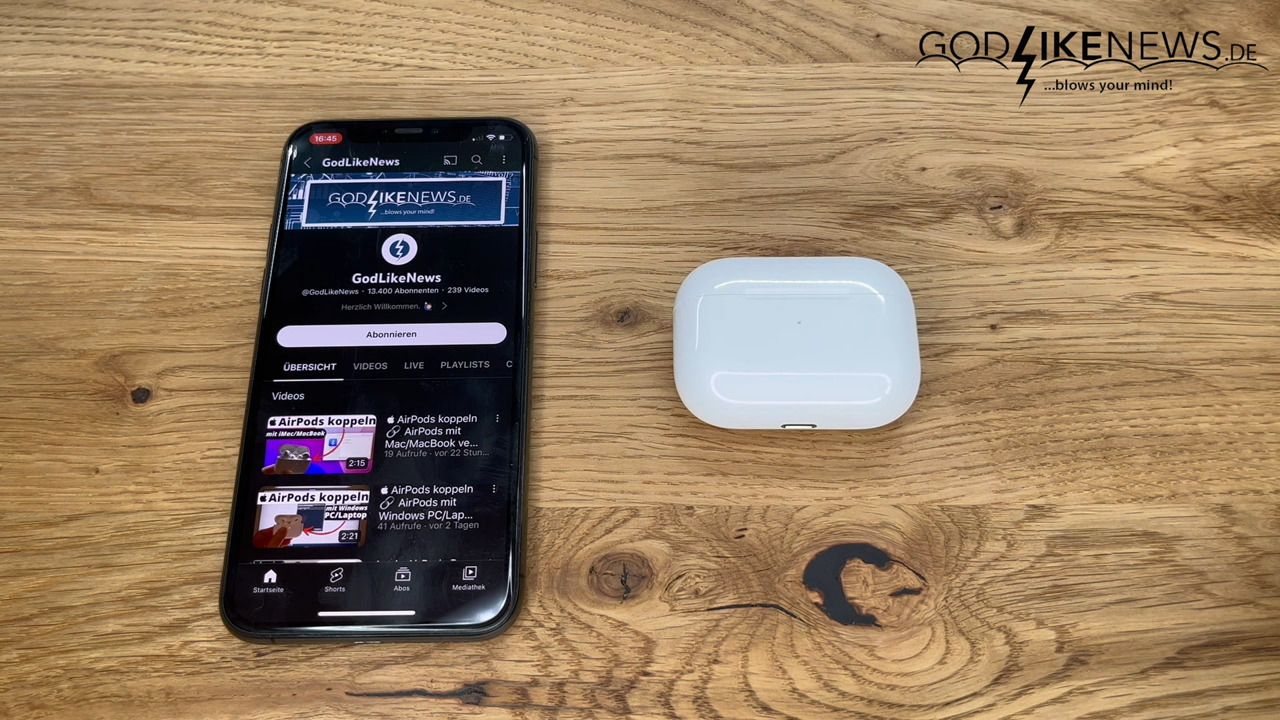 GODLIKENEWS.DE
...blows your mind!
16:45
GodLikeNews
GODLIKENEWS.DE
...blows your mind!
GodLikeNews
@GodLikeNews · 13.400 Abonnenten · 239 Videos
Herzlich Willkommen.
Abonnieren
ÜBERSICHT VIDEOS LIVE PLAYLISTS C
Videos
AirPods koppeln
mit iMac/MacBook
2:15
AirPods koppeln
AirPods mit
Mac/MacBook ve...
19 Aufrufe · vor 22 Stun...
AirPods koppeln
mit Windows
PC/Laptop
2:21
AirPods koppeln
AirPods mit
Windows PC/Lap...
41 Aufrufe · vor 2 Tagen
Startseite Shorts Abos Mediathek